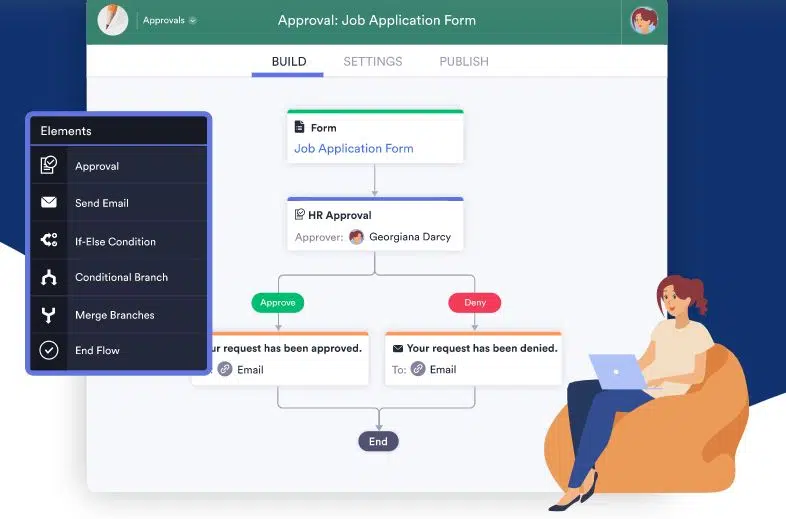 Approvals
Approval: Job Application Form
BUILD SETTINGS PUBLISH
Elements
Approval
Send Email
If-Else Condition
Conditional Branch
Merge Branches
End Flow
Form
Job Application Form
HR Approval
Approver: Georgiana Darcy
Approve Deny
ur request has been approved.
Email
Your request has been denied.
To: Email
End